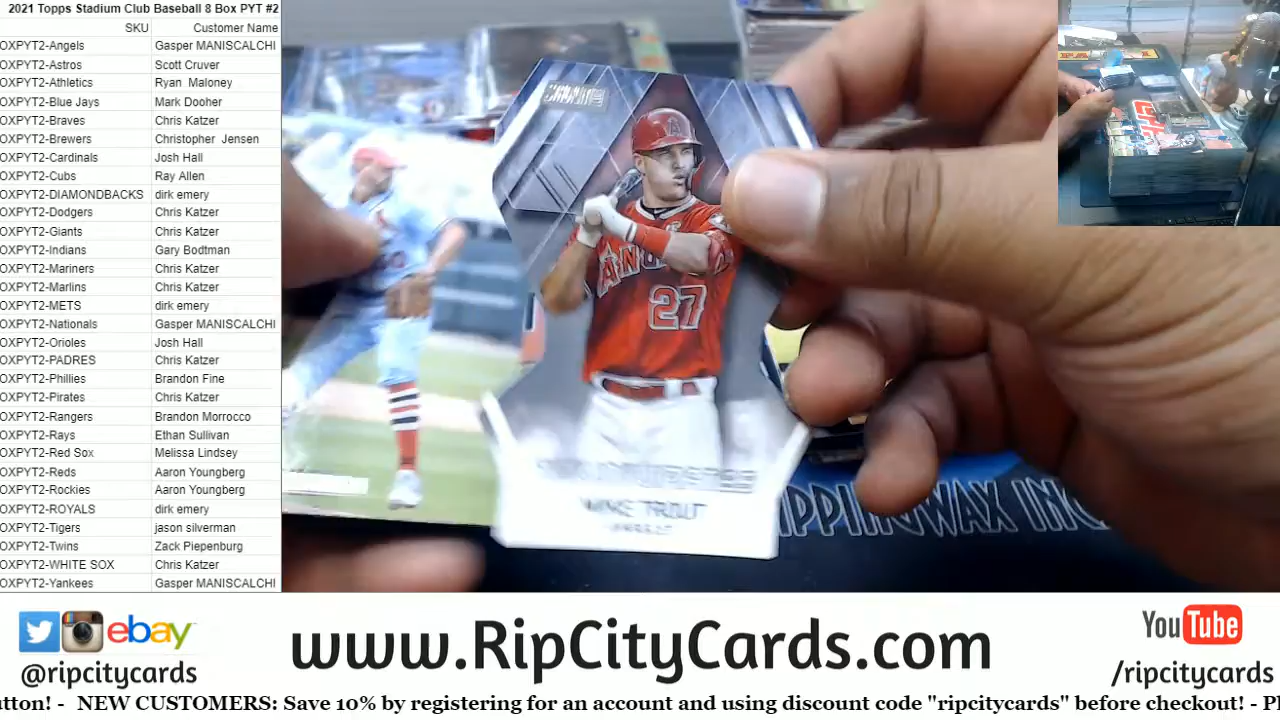 2021 Topps Stadium Club Baseball 8 Box PYT #2
SKU Customer Name
OXPYT2-Angels Gasper MANISCALCHI
OXPYT2-Astros Scott Cruver
OXPYT2-Athletics Ryan Maloney
OXPYT2-Blue Jays Mark Dooher
OXPYT2-Braves Chris Katzer
OXPYT2-Brewers Christopher Jensen
OXPYT2-Cardinals Josh Hall
OXPYT2-Cubs Ray Allen
OXPYT2-DIAMONDBACKS dirk emery
OXPYT2-Dodgers Chris Katzer
OXPYT2-Giants Chris Katzer
OXPYT2-Indians Gary Bodtman
OXPYT2-Mariners Chris Katzer
OXPYT2-Marlins Chris Katzer
OXPYT2-METS dirk emery
OXPYT2-Nationals Gasper MANISCALCHI
OXPYT2-Orioles Josh Hall
OXPYT2-PADRES Chris Katzer
OXPYT2-Phillies Brandon Fine
OXPYT2-Pirates Chris Katzer
OXPYT2-Rangers Brandon Morrocco
OXPYT2-Rays Ethan Sullivan
OXPYT2-Red Sox Melissa Lindsey
OXPYT2-Reds Aaron Youngberg
OXPYT2-Rockies Aaron Youngberg
OXPYT2-ROYALS dirk emery
OXPYT2-Tigers jason silverman
OXPYT2-Twins Zack Piepenburg
OXPYT2-WHITE SOX Chris Katzer
OXPYT2-Yankees Gasper MANISCALCHI
27
MIKE TROUT
IPPINGWAX INC
ebay
@ripcitycards
www.RipCityCards.com
YouTube
/ripcitycards
utton! - NEW CUSTOMERS: Save 10% by registering for an account and using discount code "ripcitycards" before checkout! - Pl